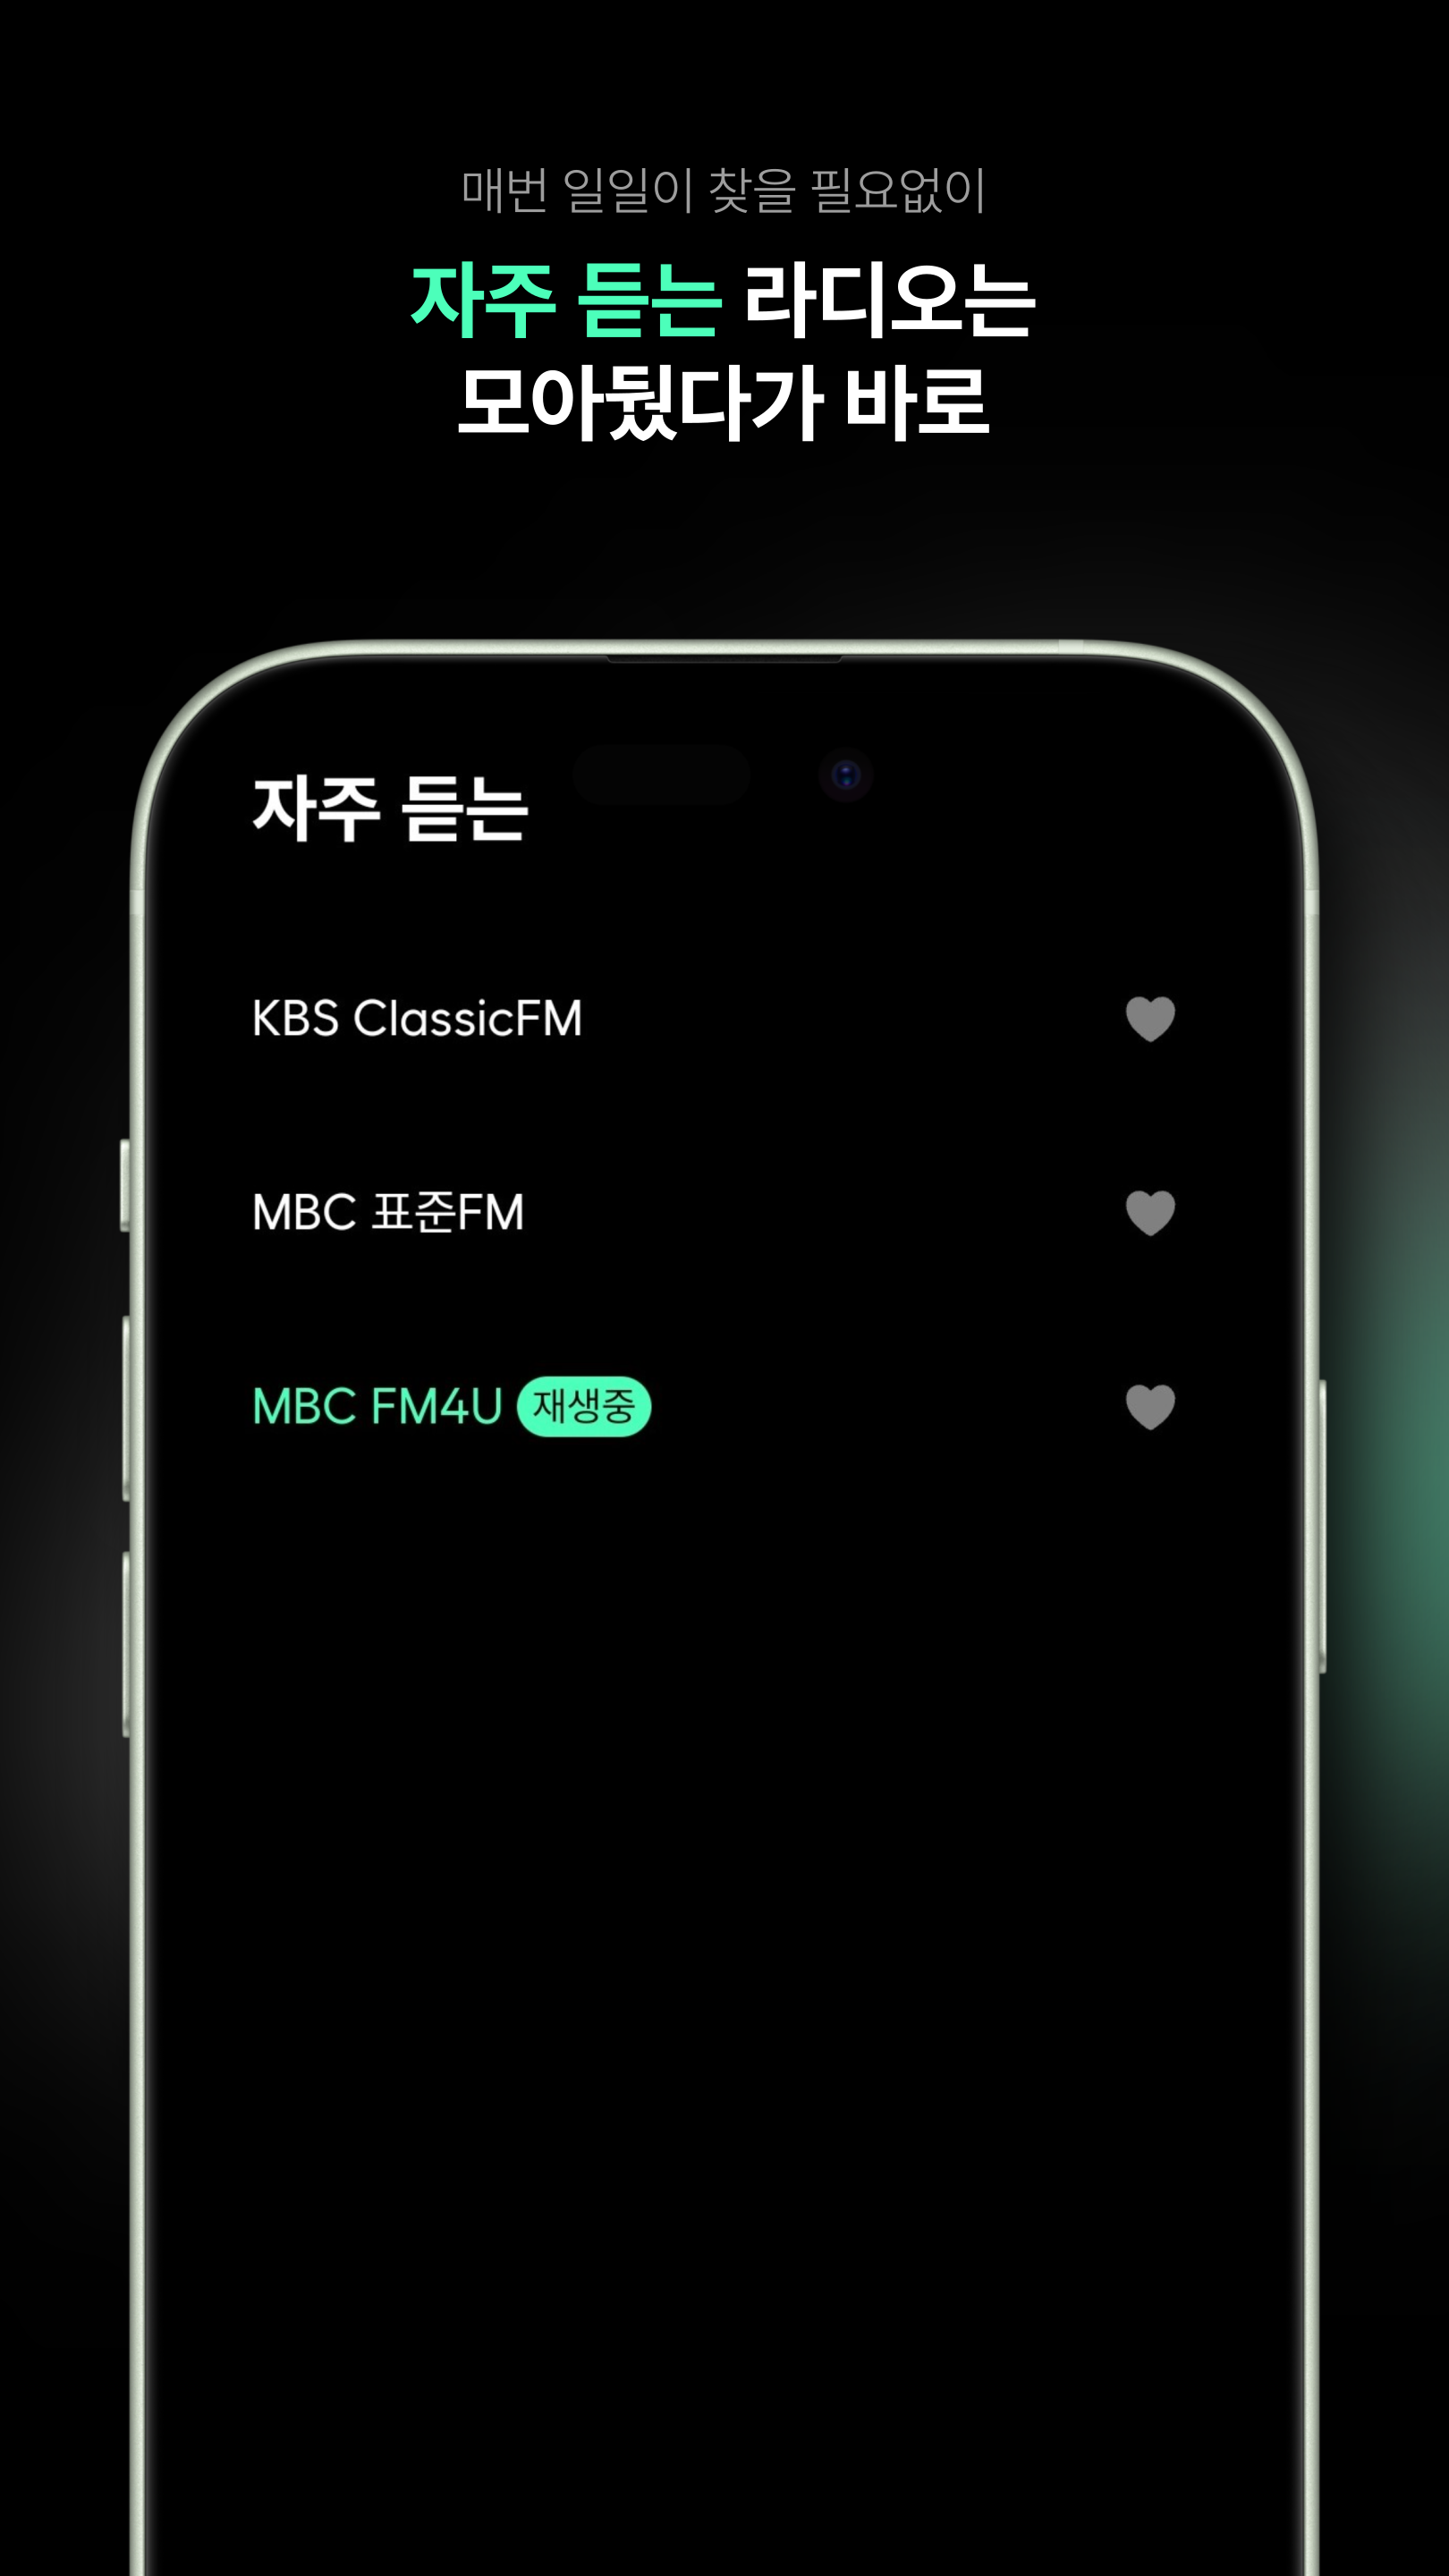 매번 일일이 찾을 필요없이
자주 듣는 라디오는
모아뒀다가 바로
자주 듣는
KBS ClassicFM
MBC 표준FM
MBC FM4U 재생중